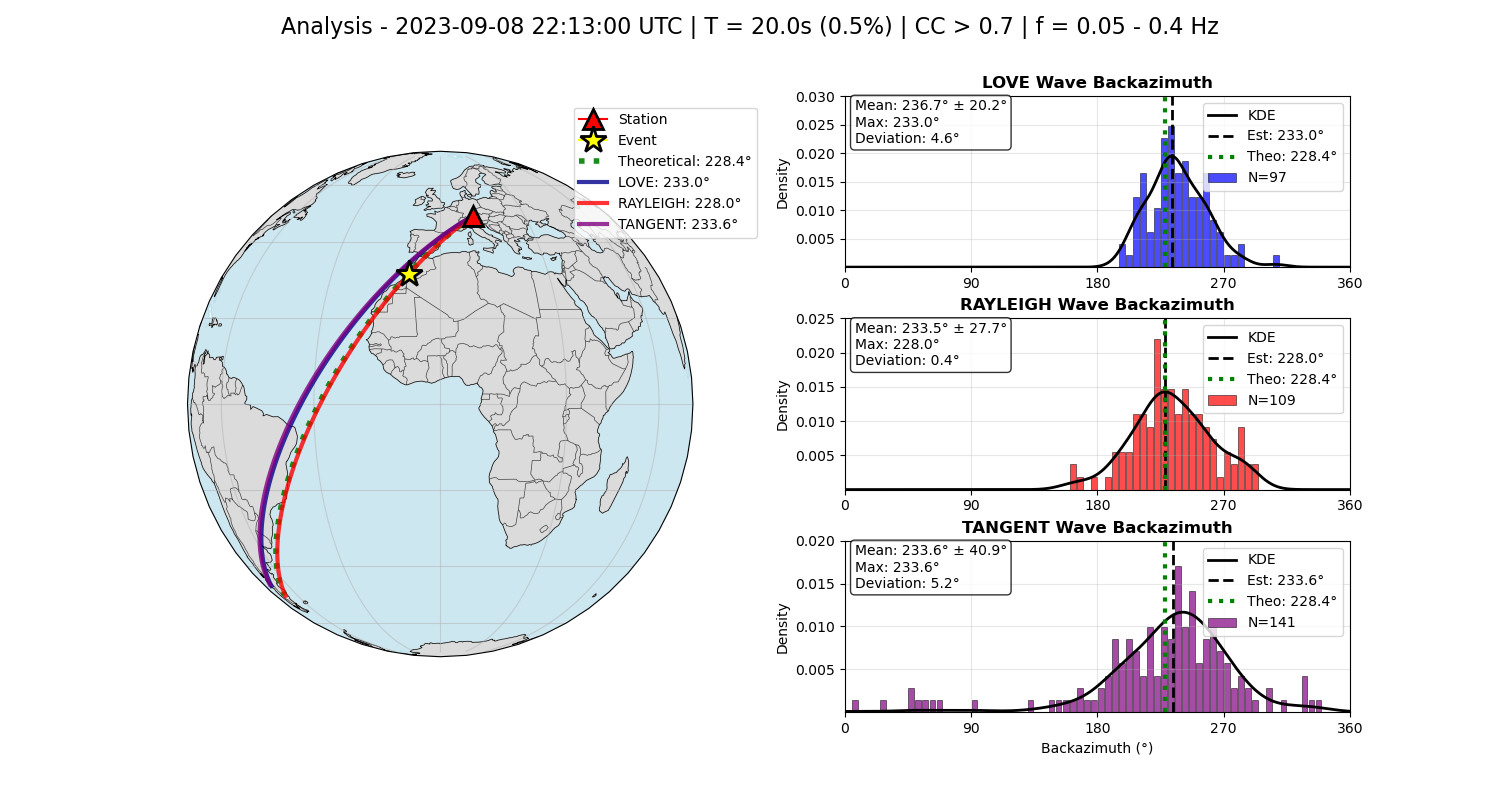 Analysis - 2023-09-08 22:13:00 UTC | T = 20.0s (0.5%) | CC > 0.7 | f = 0.05 - 0.4 Hz
Station
Event
Theoretical: 228.4°
LOVE: 233.0°
RAYLEIGH: 228.0°
TANGENT: 233.6°
LOVE Wave Backazimuth
Mean: 236.7° ± 20.2°
Max: 233.0°
Deviation: 4.6°
KDE
Est: 233.0°
Theo: 228.4°
N=97
Density
0.030
0.025
0.020
0.015
0.010
0.005
0 90 180 270 360
RAYLEIGH Wave Backazimuth
Mean: 233.5° ± 27.7°
Max: 228.0°
Deviation: 0.4°
KDE
Est: 228.0°
Theo: 228.4°
N=109
Density
0.025
0.020
0.015
0.010
0.005
0 90 180 270 360
TANGENT Wave Backazimuth
Mean: 233.6° ± 40.9°
Max: 233.6°
Deviation: 5.2°
KDE
Est: 233.6°
Theo: 228.4°
N=141
Density
0.020
0.015
0.010
0.005
0 90 180 270 360
Backazimuth (°)